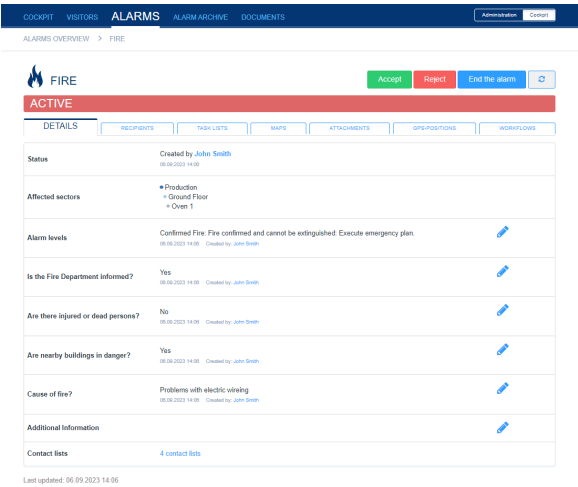 COCKPIT VISITORS ALARMS ALARM ARCHIVE DOCUMENTS Administration Cockpit
ALARMS OVERVIEW > FIRE
FIRE Accept Reject End the alarm
ACTIVE
DETAILS RECIPIENTS TASK LISTS MAPS ATTACHMENTS GPS-POSITIONS WORKFLOWS
Status Created by John Smith
06.09.2023 14:06
Affected sectors Production
Ground Floor
Oven 1
Alarm levels Confirmed Fire: Fire confirmed and cannot be extinguished: Execute emergency plan.
06.09.2023 14:06 Created by: John Smith
Is the Fire Department informed? Yes
06.09.2023 14:06 Created by: John Smith
Are there injured or dead persons? No
06.09.2023 14:06 Created by: John Smith
Are nearby buildings in danger? Yes
06.09.2023 14:06 Created by: John Smith
Cause of fire? Problems with electric wireing
06.09.2023 14:06 Created by: John Smith
Additional Information
Contact lists 4 contact lists
Last updated: 06.09.2023 14:06